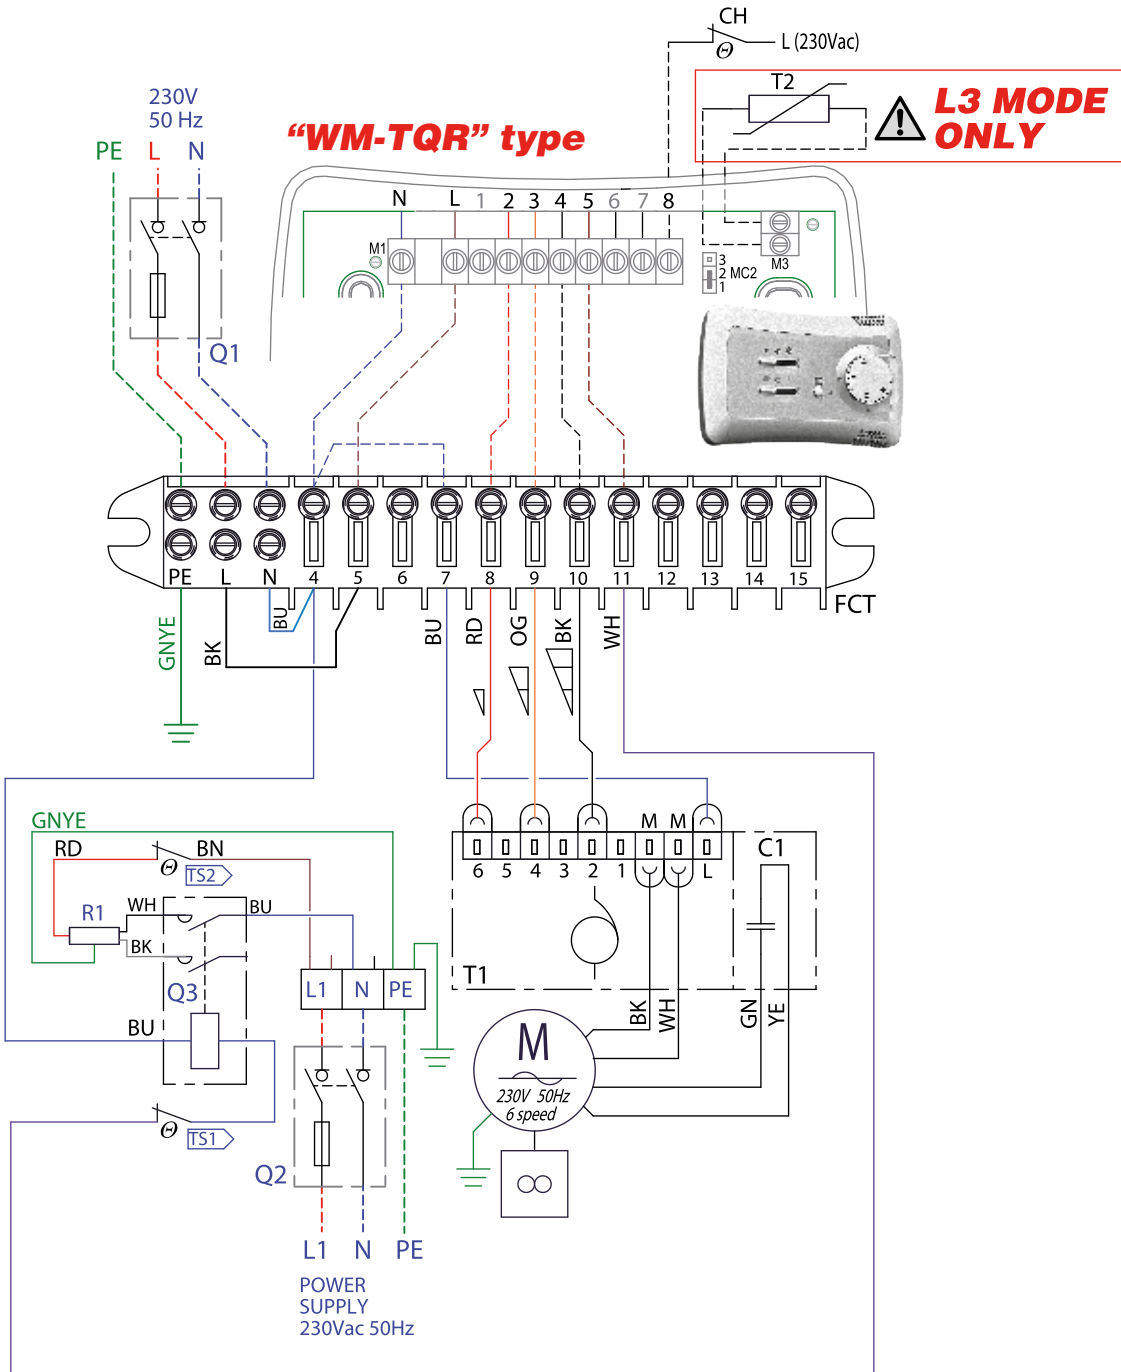 CH
Θ
L (230Vac)
T2
L3 MODE
ONLY
230V
50 Hz
PE L N
“WM-TQR” type
N L 1 2 3 4 5 6 7 8
M1
3
2 MC2
1
M3
Q1
PE L N 4 5 6 7 8 9 10 11 12 13 14 15
FCT
GNYE
BK
BU
BU
RD
OG
BK
WH
GNYE
RD
BN
Θ
TS2
WH
BU
R1
BK
Q3
L1 N PE
BU
Θ
TS1
Q2
L1 N PE
POWER
SUPPLY
230Vac 50Hz
M M
6 5 4 3 2 1 L
C1
T1
BK
WH
GN
YE
M
230V 50Hz
6 speed